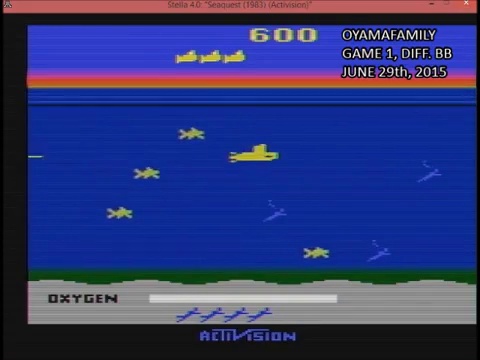 Stella 4.0: "Seaquest (1983) (Activision)"
600
OYAMAFAMILY
GAME 1, DIFF. BB
JUNE 29th, 2015
OXYGEN
ACTIVISION